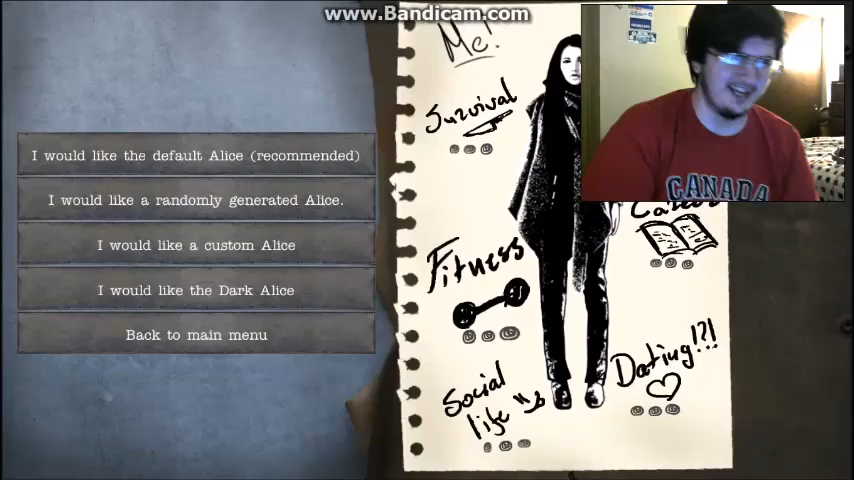 www.Bandicam.com
I would like the default Alice (recommended)
I would like a randomly generated Alice.
I would like a custom Alice
I would like the Dark Alice
Back to main menu
Me!
Survival
Fitness
Social
life
Dating!?!
CANADA